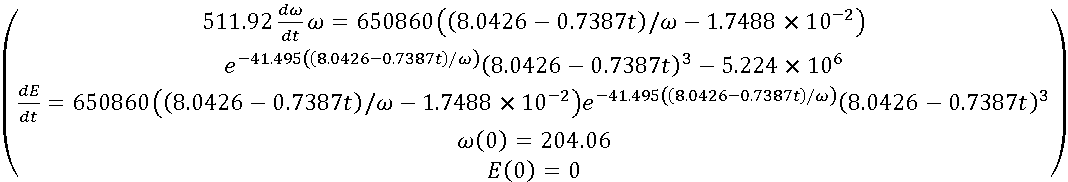 511.92 dω/dt ω = 650860((8.0426 − 0.7387t)/ω − 1.7488 × 10⁻²)
e^{−41.495((8.0426−0.7387t)/ω)}(8.0426 − 0.7387t)³ − 5.224 × 10⁶
dE/dt = 650860((8.0426 − 0.7387t)/ω − 1.7488 × 10⁻²)e^{−41.495((8.0426−0.7387t)/ω)}(8.0426 − 0.7387t)³
ω(0) = 204.06
E(0) = 0